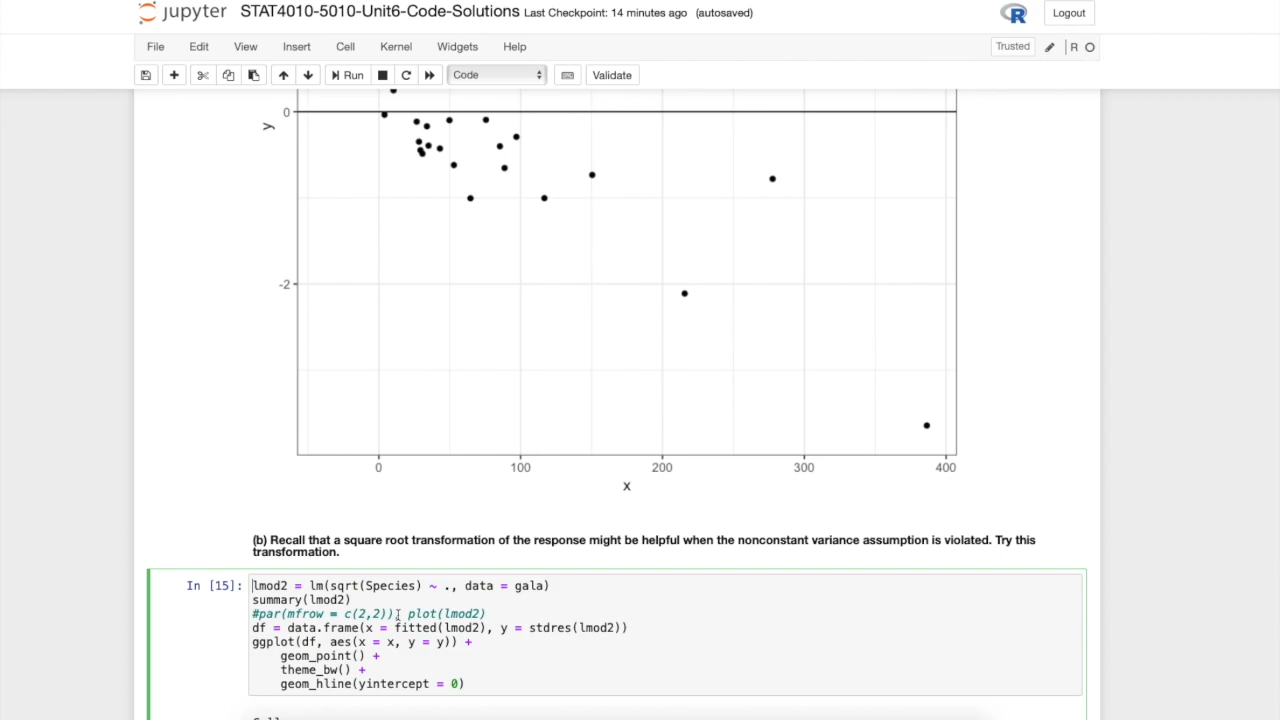 jupyter STAT4010-5010-Unit6-Code-Solutions Last Checkpoint: 14 minutes ago (autosaved) R Logout
File Edit View Insert Cell Kernel Widgets Help Trusted R
Run Code Validate
0
y
-2
0 100 200 300 400
x
(b) Recall that a square root transformation of the response might be helpful when the nonconstant variance assumption is violated. Try this
transformation.
In [15]: lmod2 = lm(sqrt(Species) ~ ., data = gala)
summary(lmod2)
#par(mfrow = c(2,2)); plot(lmod2)
df = data.frame(x = fitted(lmod2), y = stdres(lmod2))
ggplot(df, aes(x = x, y = y)) +
geom_point() +
theme_bw() +
geom_hline(yintercept = 0)